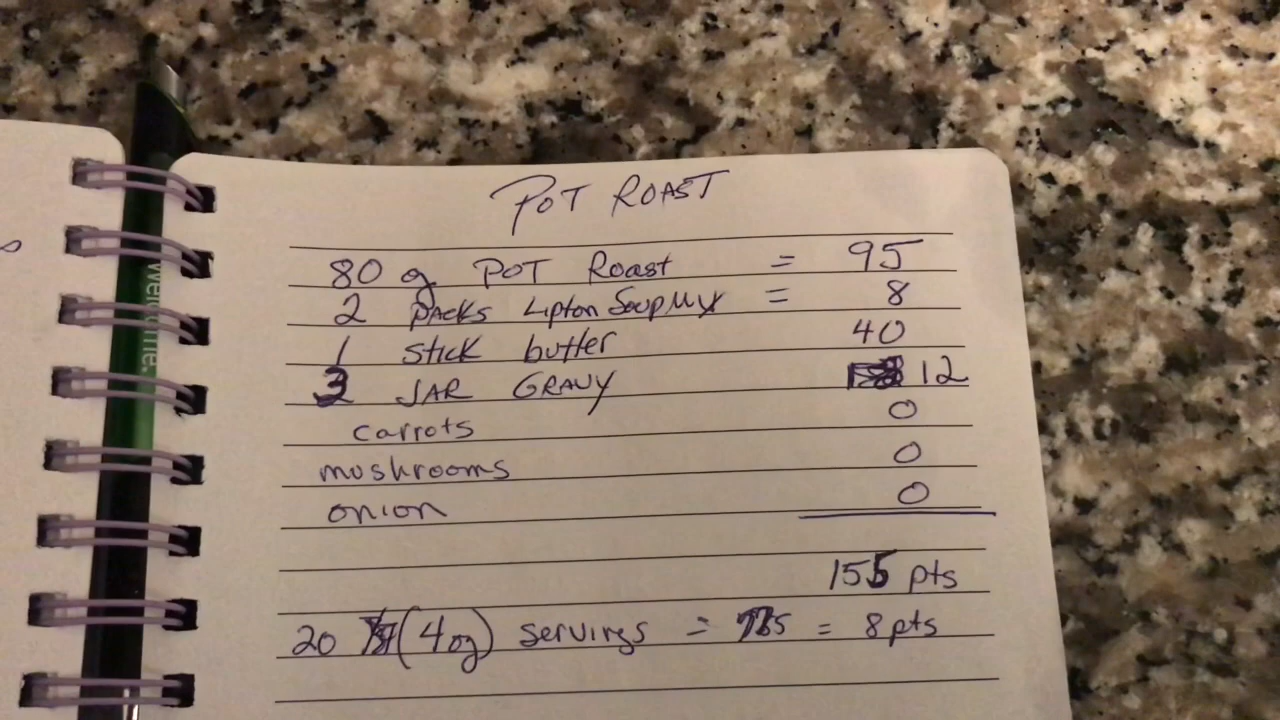 POT ROAST
80 oz POT Roast = 95
2 packs Lipton Soup Mix = 8
1 stick butter 40
3 JAR GRAVY 12
carrots 0
mushrooms 0
onion 0
155 pts
20 (4oz) servings = = 8 pts
welcome.